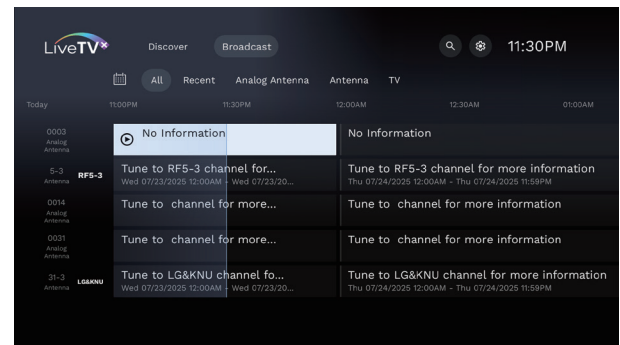 LiveTV Discover Broadcast 11:30PM
All Recent Analog Antenna Antenna TV
Today 11:00PM 11:30PM 12:00AM 12:30AM 01:00AM
0003
Analog
Antenna
No Information No Information
5-3
Antenna
RF5-3
Tune to RF5-3 channel for... Tune to RF5-3 channel for more information
Wed 07/23/2025 12:00AM - Wed 07/23/20... Thu 07/24/2025 12:00AM - Thu 07/24/2025 11:59PM
0014
Analog
Antenna
Tune to channel for more... Tune to channel for more information
0031
Analog
Antenna
Tune to channel for more... Tune to channel for more information
31-3
Antenna
LG&KNU
Tune to LG&KNU channel fo... Tune to LG&KNU channel for more information
Wed 07/23/2025 12:00AM - Wed 07/23/20... Thu 07/24/2025 12:00AM - Thu 07/24/2025 11:59PM